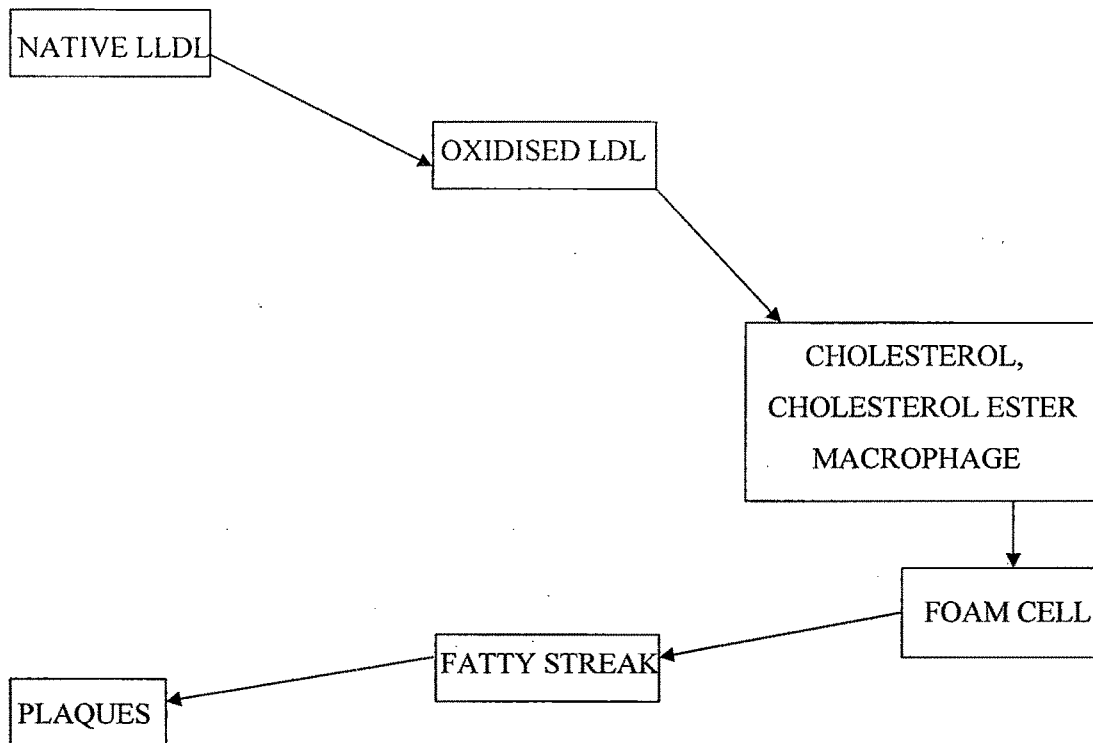 NATIVE LLDL
OXIDISED LDL
CHOLESTEROL,
CHOLESTEROL ESTER
MACROPHAGE
FOAM CELL
FATTY STREAK
PLAQUES